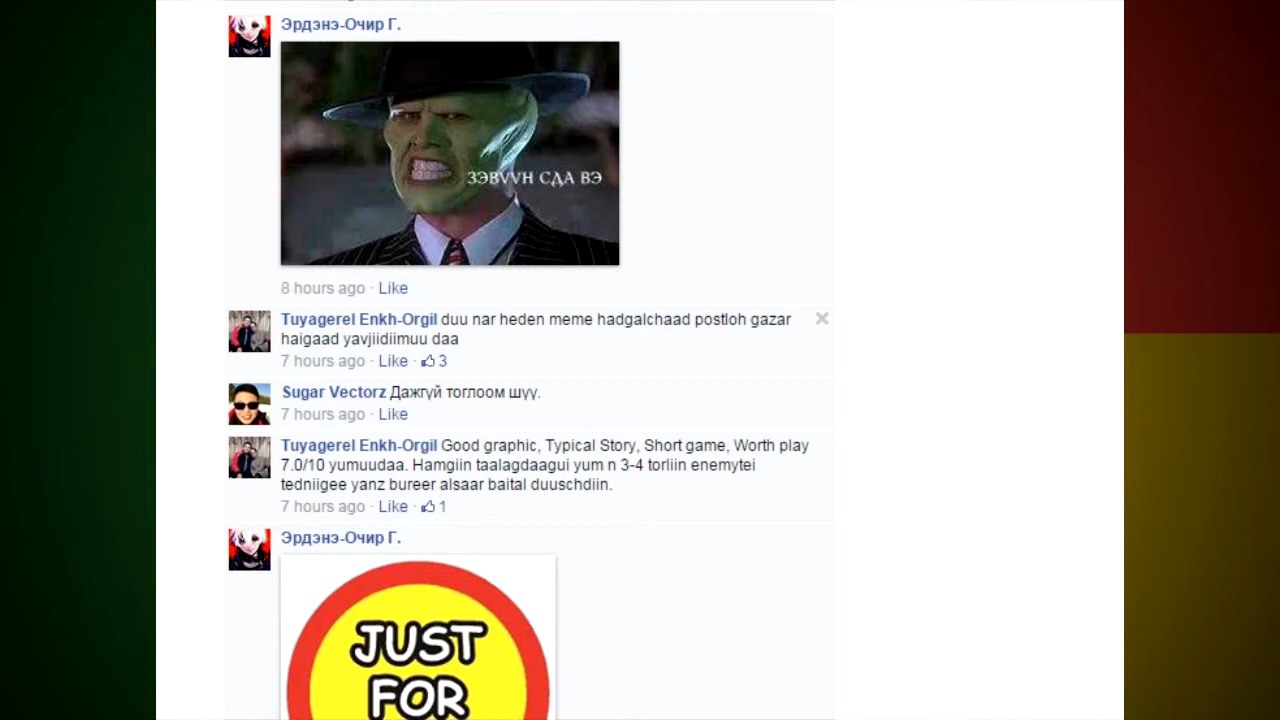 Эрдэнэ-Очир Г.
ЗЭВVVН СДА ВЭ
8 hours ago · Like
Tuyagerel Enkh-Orgil duu nar heden meme hadgalchaad postloh gazar
haigaad yavjiidiimuu daa
7 hours ago · Like · 3
Sugar Vectorz Дажгүй тоглоом шүү.
7 hours ago · Like
Tuyagerel Enkh-Orgil Good graphic, Typical Story, Short game, Worth play
7.0/10 yumuudaa. Hamgiin taalagdaagui yum n 3-4 torliin enemytei
tedniigee yanz bureer alsaar baital duuschdiin.
7 hours ago · Like · 1
Эрдэнэ-Очир Г.
JUST
FOR